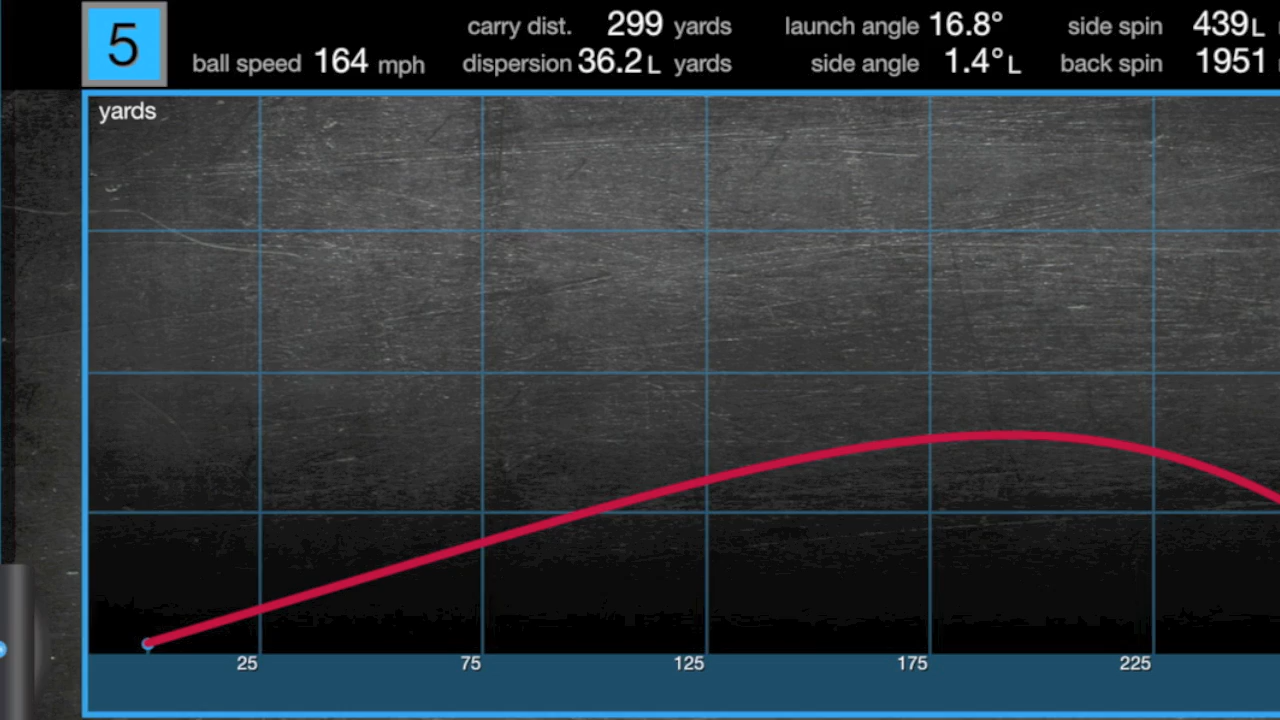 5
carry dist. 299 yards launch angle 16.8° side spin 439L
ball speed 164 mph dispersion 36.2L yards side angle 1.4°L back spin 1951
yards
25 75 125 175 225